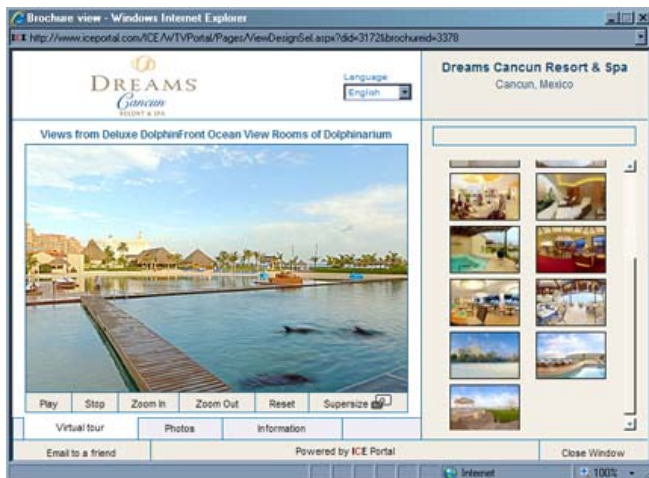 Brochure view - Windows Internet Explorer
http://www.iceportal.com/ICE/WTVPortal/Pages/ViewDesignSel.aspx?did=3172&brochureid=3378
DREAMS
Cancun
RESORT & SPA
Language
English
Dreams Cancun Resort & Spa
Cancun, Mexico
Views from Deluxe DolphinFront Ocean View Rooms of Dolphinarium
Play Stop Zoom In Zoom Out Reset Supersize
Virtual tour Photos Information
Email to a friend Powered by ICE Portal Close Window
Internet 100%